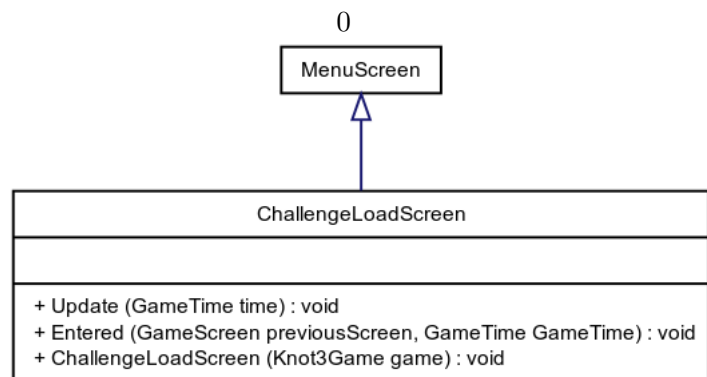 0
MenuScreen
ChallengeLoadScreen
+ Update (GameTime time) : void
+ Entered (GameScreen previousScreen, GameTime GameTime) : void
+ ChallengeLoadScreen (Knot3Game game) : void